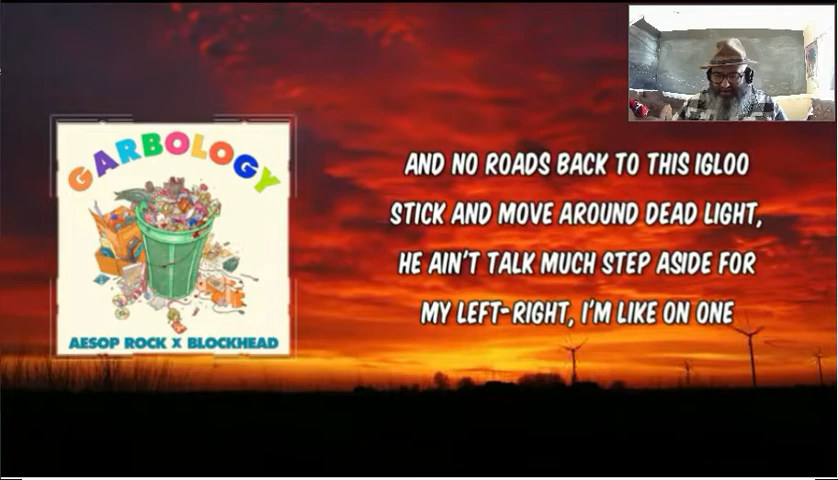 GARBOLOGY
AESOP ROCK X BLOCKHEAD
AND NO ROADS BACK TO THIS IGLOO
STICK AND MOVE AROUND DEAD LIGHT,
HE AIN'T TALK MUCH STEP ASIDE FOR
MY LEFT-RIGHT, I'M LIKE ON ONE